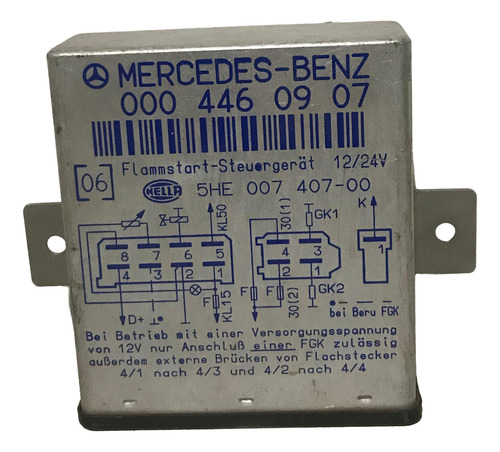 MERCEDES-BENZ
000 446 09 07
[06] Flammstart-Steuergerät 12/24V
HELLA 5HE 007 407-00
KL50 30(1) GK1 K
8 7 6 5 4 3 1
4 3 2 1 2 1
F F F GK2
D+ KL15 30(2) bei Beru FGK
Bei Betrieb mit einer Versorgungsspannung
von 12V nur Anschluß einer FGK zulässig
außerdem externe Brücken von Flachstecker
4/1 nach 4/3 und 4/2 nach 4/4